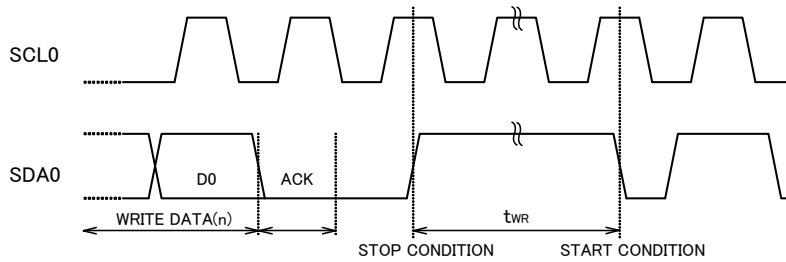 SCL0
SDA0
D0
ACK
WRITE DATA(n)
tWR
STOP CONDITION
START CONDITION